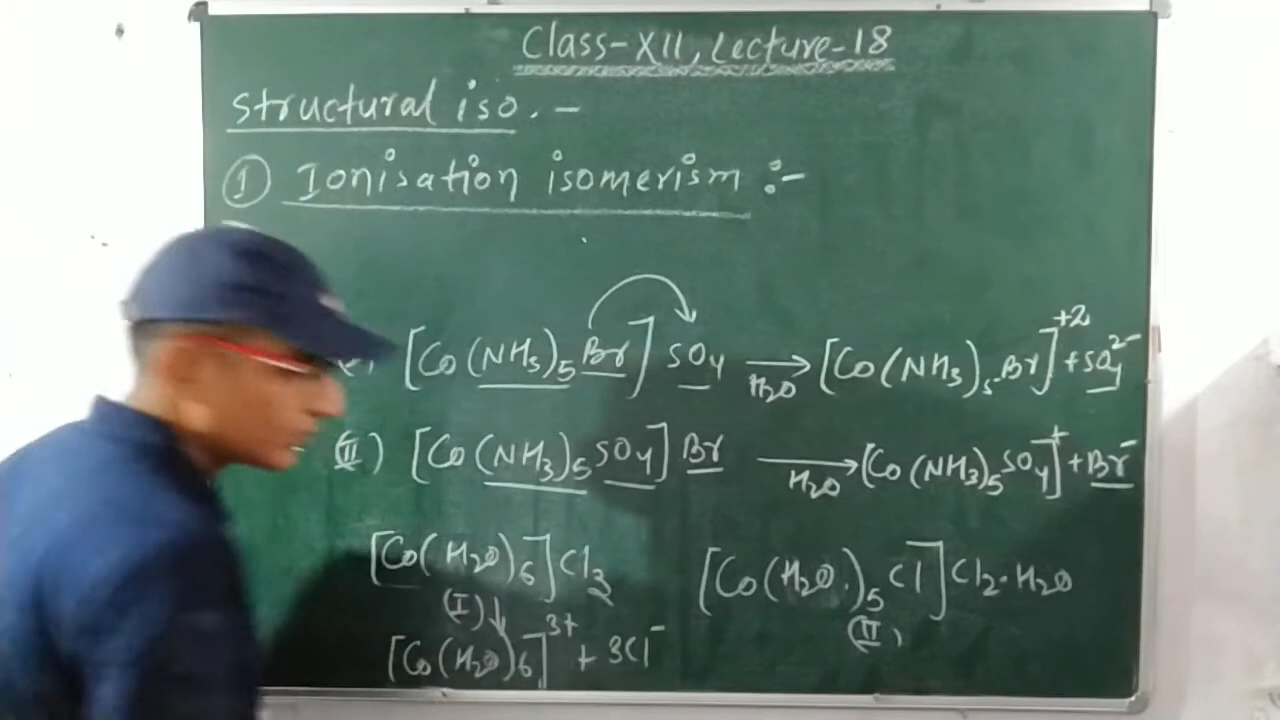 Class-XII, Lecture-18
Structural iso. -
① Ionisation isomerism :-
[Co(NH₃)₅Br] SO₄ →H₂O [Co(NH₃)₅Br]⁺² + SO₄²⁻
(II) [Co(NH₃)₅SO₄] Br →H₂O [Co(NH₃)₅SO₄]⁺ + Br⁻
[Co(H₂O)₆]Cl₃ [Co(H₂O)₅Cl]Cl₂·H₂O
(I)↓ (II)
[Co(H₂O)₆]³⁺ + 3Cl⁻